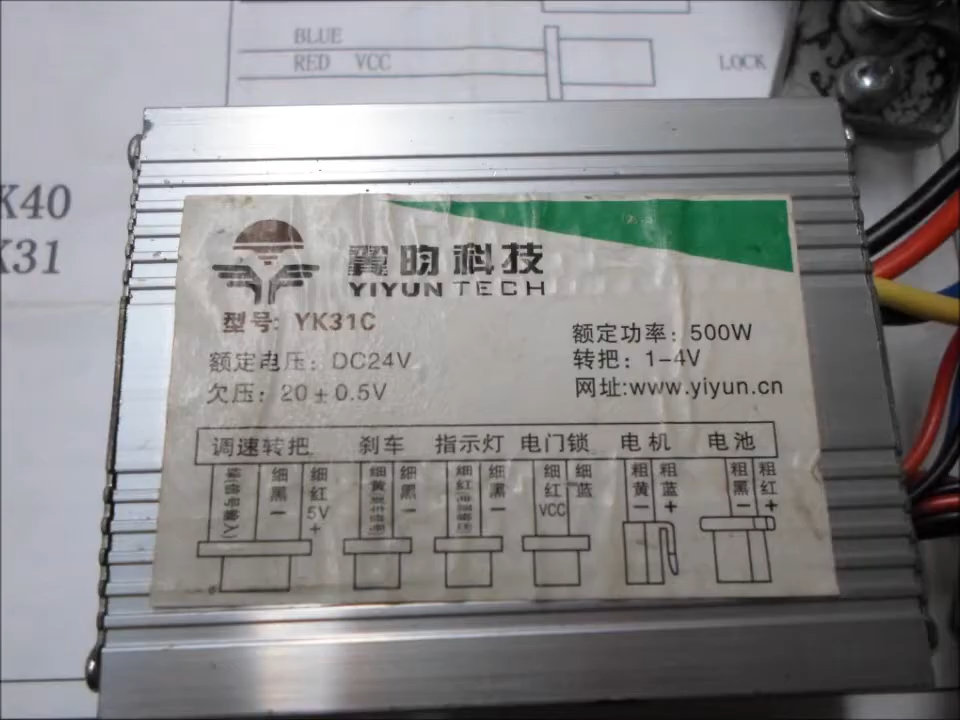 BLUE
RED VCC
LOCK
K40
K31
翼昀科技
YIYUN TECH
型号: YK31C
额定电压: DC24V
欠压: 20±0.5V
额定功率: 500W
转把: 1-4V
网址:www.yiyun.cn
调速转把 刹车 指示灯 电门锁 电机 电池
细黑 -
细红 5V +
细黑 -
细黑 -
细红 VCC
细蓝
粗黄 -
粗蓝 +
粗黑 -
粗红 +